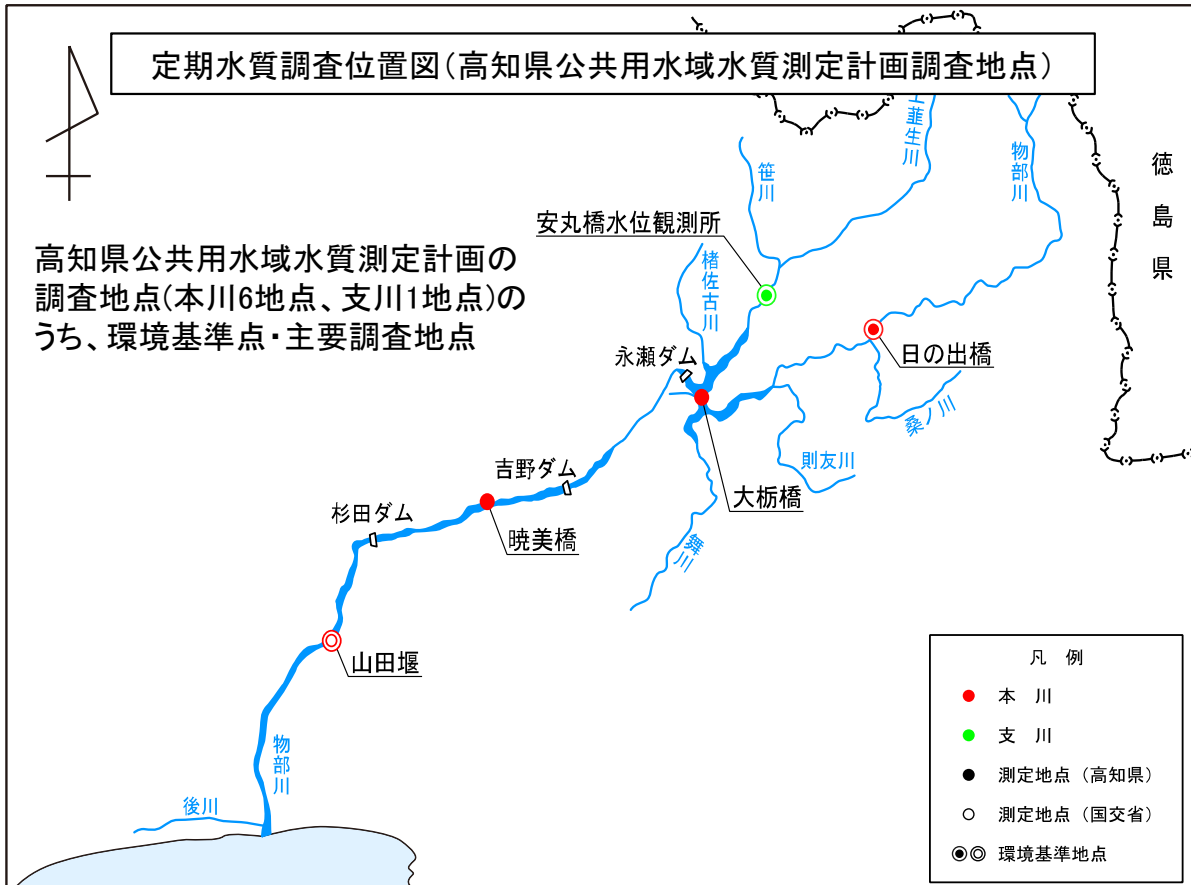 定期水質調査位置図(高知県公共用水域水質測定計画調査地点)
高知県公共用水域水質測定計画の
調査地点(本川6地点、支川1地点)の
うち、環境基準点・主要調査地点
上韮生川
物部川
徳島県
笹川
安丸橋水位観測所
楮佐古川
日の出橋
永瀬ダム
桑ノ川
則友川
吉野ダム
大栃橋
杉田ダム
暁美橋
舞川
山田堰
物部川
後川
凡 例
本 川
支 川
測定地点（高知県）
測定地点（国交省）
環境基準地点